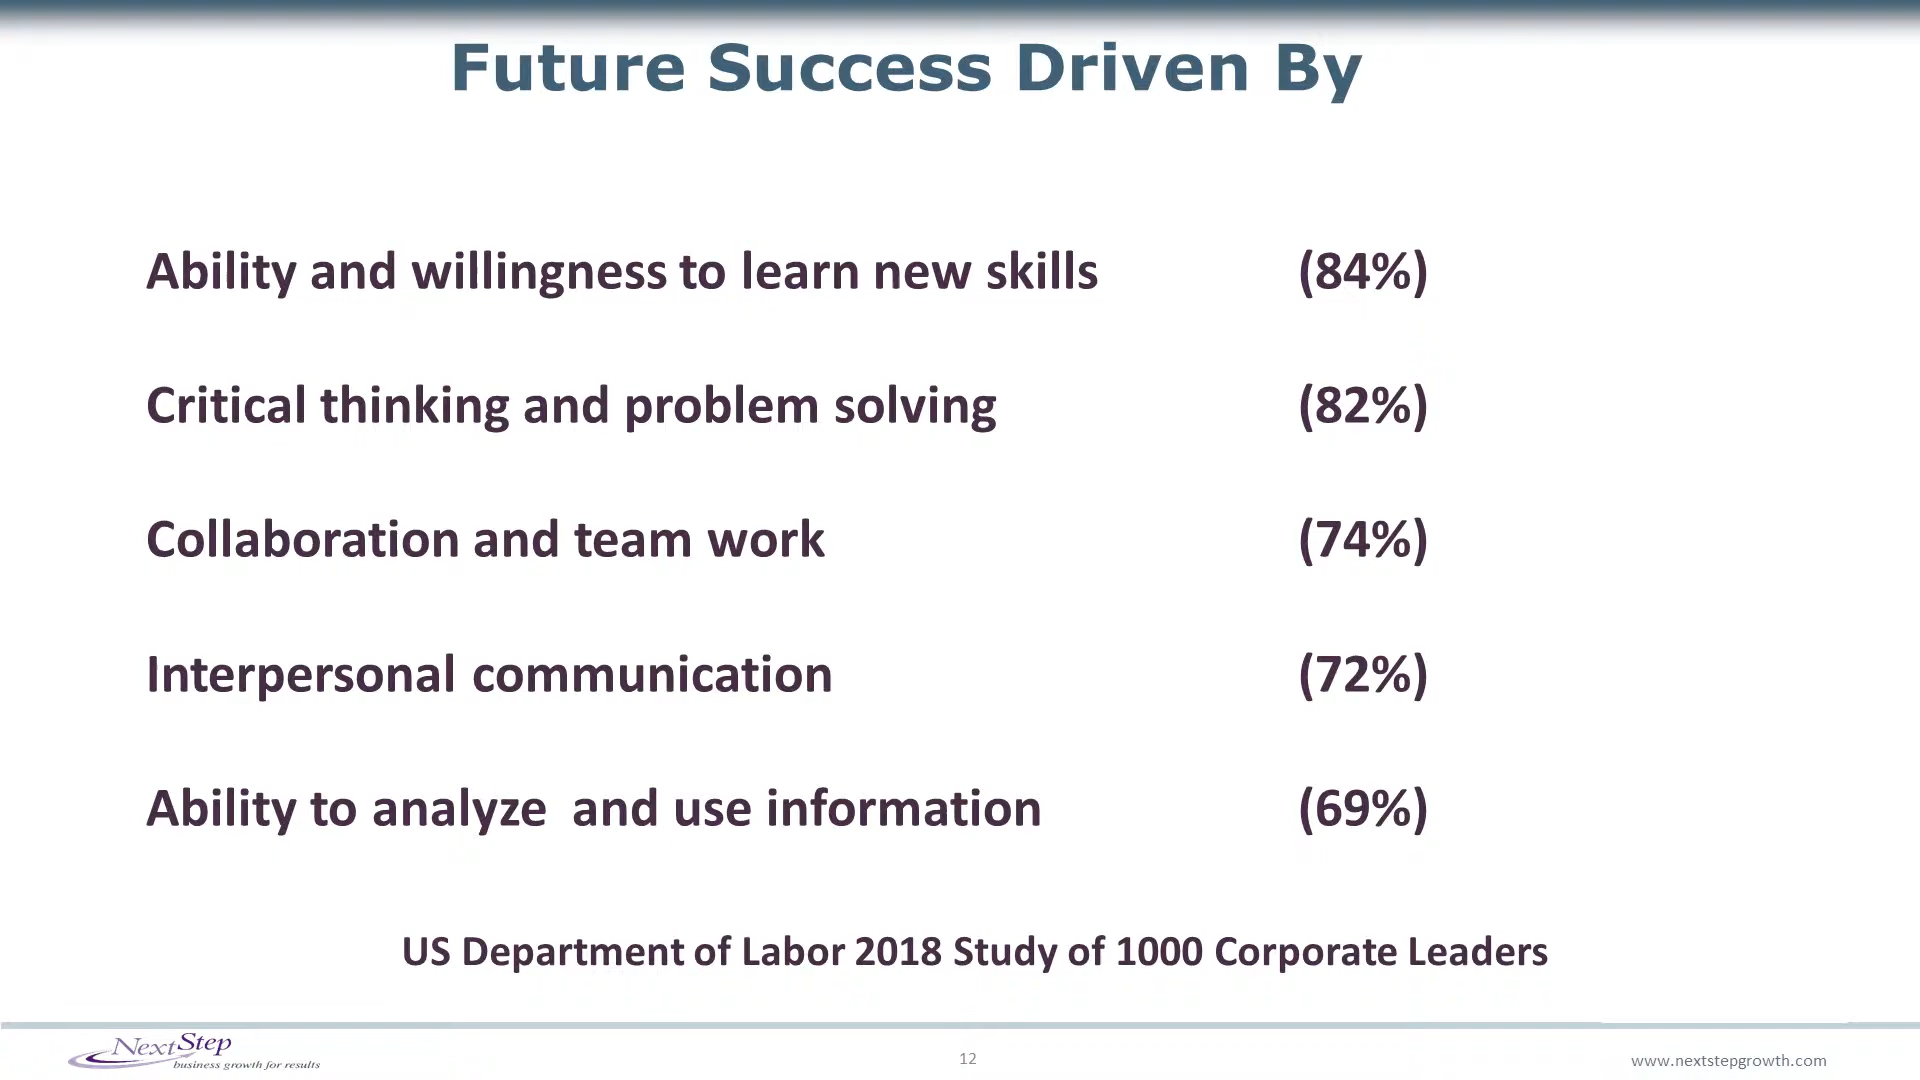 Future Success Driven By
Ability and willingness to learn new skills (84%)
Critical thinking and problem solving (82%)
Collaboration and team work (74%)
Interpersonal communication (72%)
Ability to analyze  and use information (69%)
US Department of Labor 2018 Study of 1000 Corporate Leaders
NextStep
business growth for results
12
www.nextstepgrowth.com